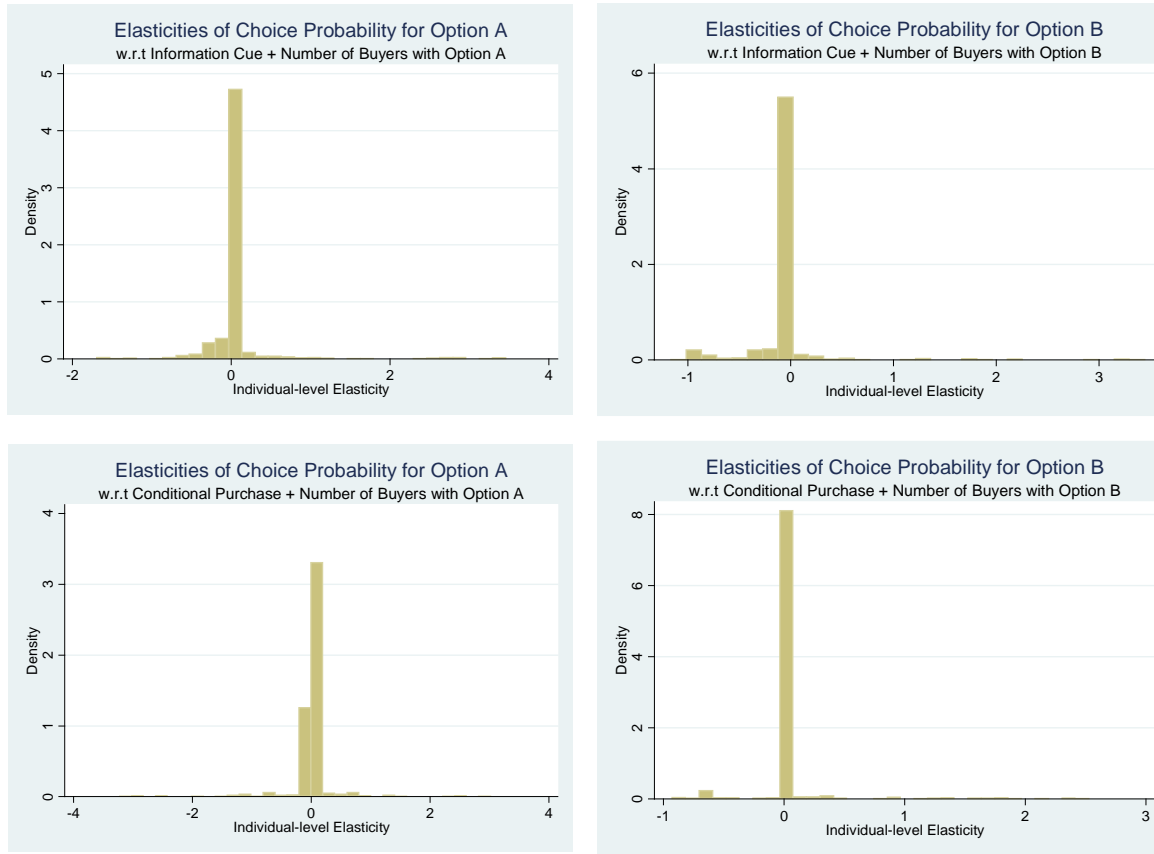 Elasticities of Choice Probability for Option A
w.r.t Information Cue + Number of Buyers with Option A
5
4
3
2
1
0
Density
-2
0
2
4
Individual-level Elasticity
Elasticities of Choice Probability for Option B
w.r.t Information Cue + Number of Buyers with Option B
6
4
2
0
Density
-1
0
1
2
3
Individual-level Elasticity
Elasticities of Choice Probability for Option A
w.r.t Conditional Purchase + Number of Buyers with Option A
4
3
2
1
0
Density
-4
-2
0
2
4
Individual-level Elasticity
Elasticities of Choice Probability for Option B
w.r.t Conditional Purchase + Number of Buyers with Option B
8
6
4
2
0
Density
-1
0
1
2
3
Individual-level Elasticity